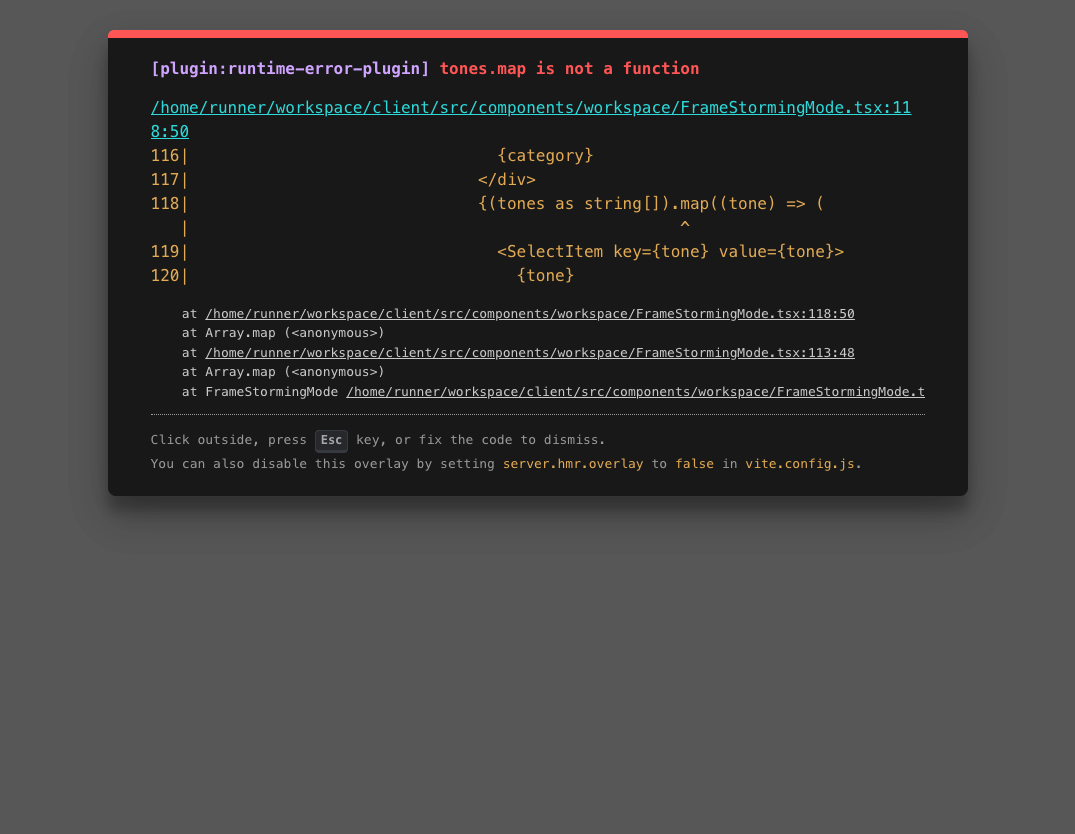 [plugin:runtime-error-plugin] tones.map is not a function
/home/runner/workspace/client/src/components/workspace/FrameStormingMode.tsx:11
8:50
116|                                {category}
117|                              </div>
118|                              {(tones as string[]).map((tone) => (
   |                                                   ^
119|                                <SelectItem key={tone} value={tone}>
120|                                  {tone}
at /home/runner/workspace/client/src/components/workspace/FrameStormingMode.tsx:118:50
at Array.map (<anonymous>)
at /home/runner/workspace/client/src/components/workspace/FrameStormingMode.tsx:113:48
at Array.map (<anonymous>)
at FrameStormingMode /home/runner/workspace/client/src/components/workspace/FrameStormingMode.t
Click outside, press Esc key, or fix the code to dismiss.
You can also disable this overlay by setting server.hmr.overlay to false in vite.config.js.